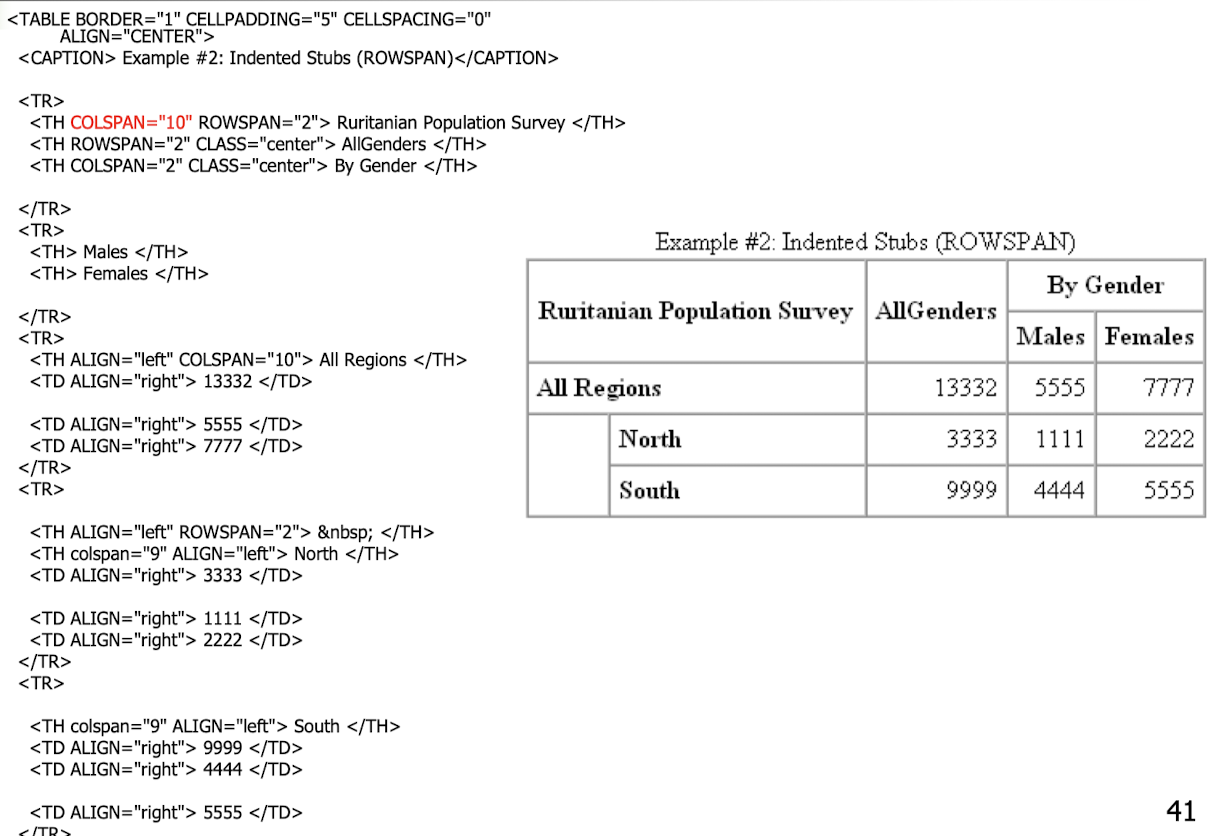 <TABLE BORDER="1" CELLPADDING="5" CELLSPACING="0"
ALIGN="CENTER">
<CAPTION> Example #2: Indented Stubs (ROWSPAN)</CAPTION>
<TR>
<TH COLSPAN="10" ROWSPAN="2"> Ruritanian Population Survey </TH>
<TH ROWSPAN="2" CLASS="center"> AllGenders </TH>
<TH COLSPAN="2" CLASS="center"> By Gender </TH>
</TR>
<TR>
<TH> Males </TH>
<TH> Females </TH>
</TR>
<TR>
<TH ALIGN="left" COLSPAN="10"> All Regions </TH>
<TD ALIGN="right"> 13332 </TD>
<TD ALIGN="right"> 5555 </TD>
<TD ALIGN="right"> 7777 </TD>
</TR>
<TR>
<TH ALIGN="left" ROWSPAN="2"> &nbsp; </TH>
<TH colspan="9" ALIGN="left"> North </TH>
<TD ALIGN="right"> 3333 </TD>
<TD ALIGN="right"> 1111 </TD>
<TD ALIGN="right"> 2222 </TD>
</TR>
<TR>
<TH colspan="9" ALIGN="left"> South </TH>
<TD ALIGN="right"> 9999 </TD>
<TD ALIGN="right"> 4444 </TD>
<TD ALIGN="right"> 5555 </TD>
</TR>
Example #2: Indented Stubs (ROWSPAN)
Ruritanian Population Survey AllGenders By Gender
Males Females
All Regions 13332 5555 7777
North 3333 1111 2222
South 9999 4444 5555
41